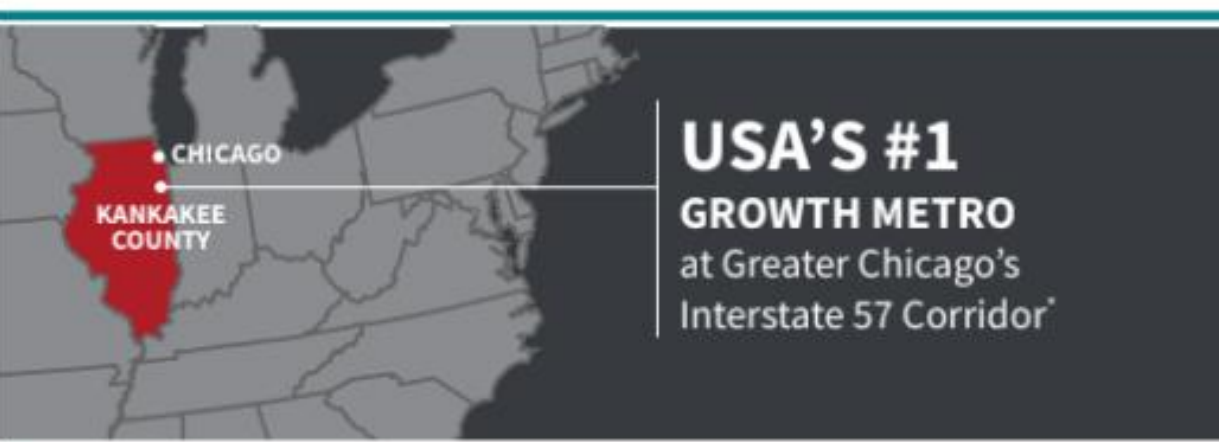 CHICAGO
KANKAKEE
COUNTY
USA'S #1
GROWTH METRO
at Greater Chicago's
Interstate 57 Corridor*